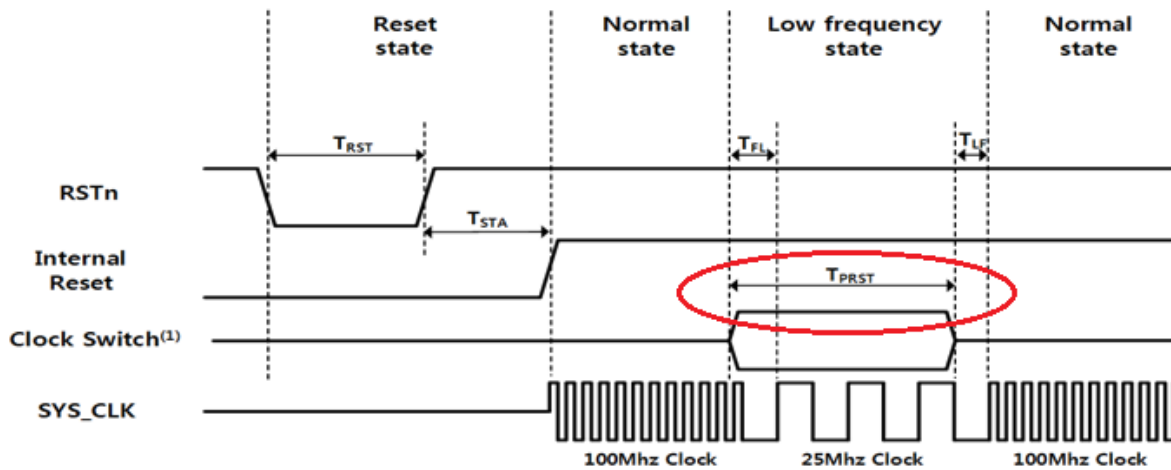 Reset
state
Normal
state
Low frequency
state
Normal
state
TRST
TFL
TLF
RSTn
TSTA
Internal
Reset
TPRST
Clock Switch(1)
SYS_CLK
100Mhz Clock
25Mhz Clock
100Mhz Clock